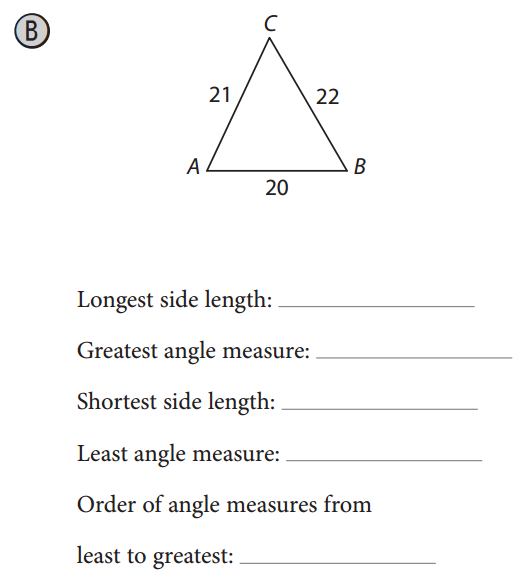 B
C
21
22
A
B
20
Longest side length:
Greatest angle measure:
Shortest side length:
Least angle measure:
Order of angle measures from
least to greatest: